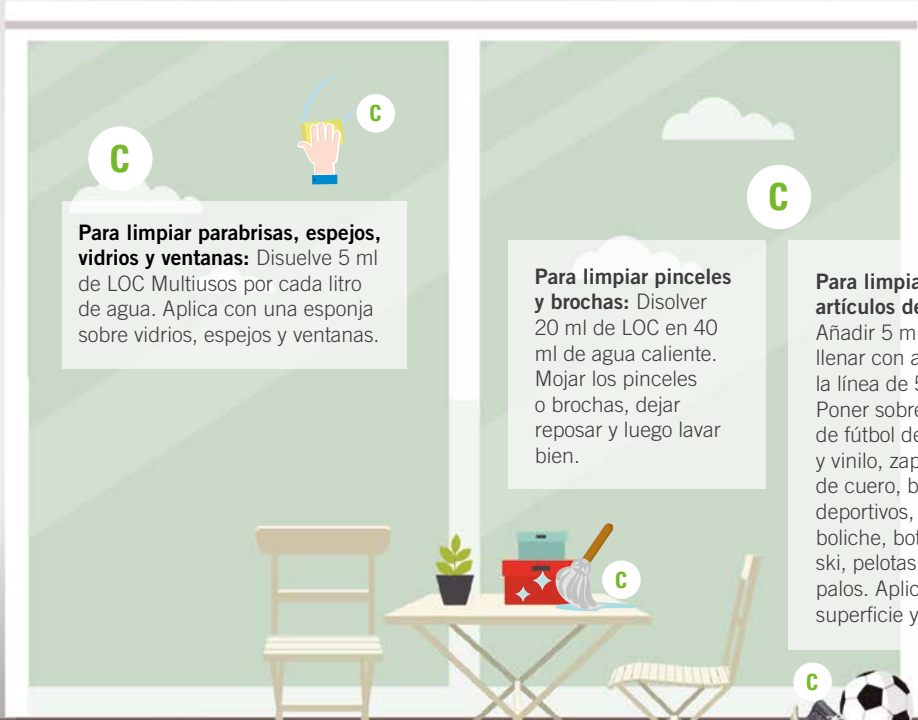 C
C
Para limpiar parabrisas, espejos,
vidrios y ventanas: Disuelve 5 ml
de LOC Multiusos por cada litro
de agua. Aplica con una esponja
sobre vidrios, espejos y ventanas.
C
Para limpiar pinceles
y brochas: Disolver
20 ml de LOC en 40
ml de agua caliente.
Mojar los pinceles
o brochas, dejar
reposar y luego lavar
bien.
Para limpia
artículos de
Añadir 5 m
llenar con a
la línea de 5
Poner sobre
de fútbol de
y vinilo, zap
de cuero, b
deportivos,
boliche, bot
ski, pelotas
palos. Aplic
superficie y
C
C